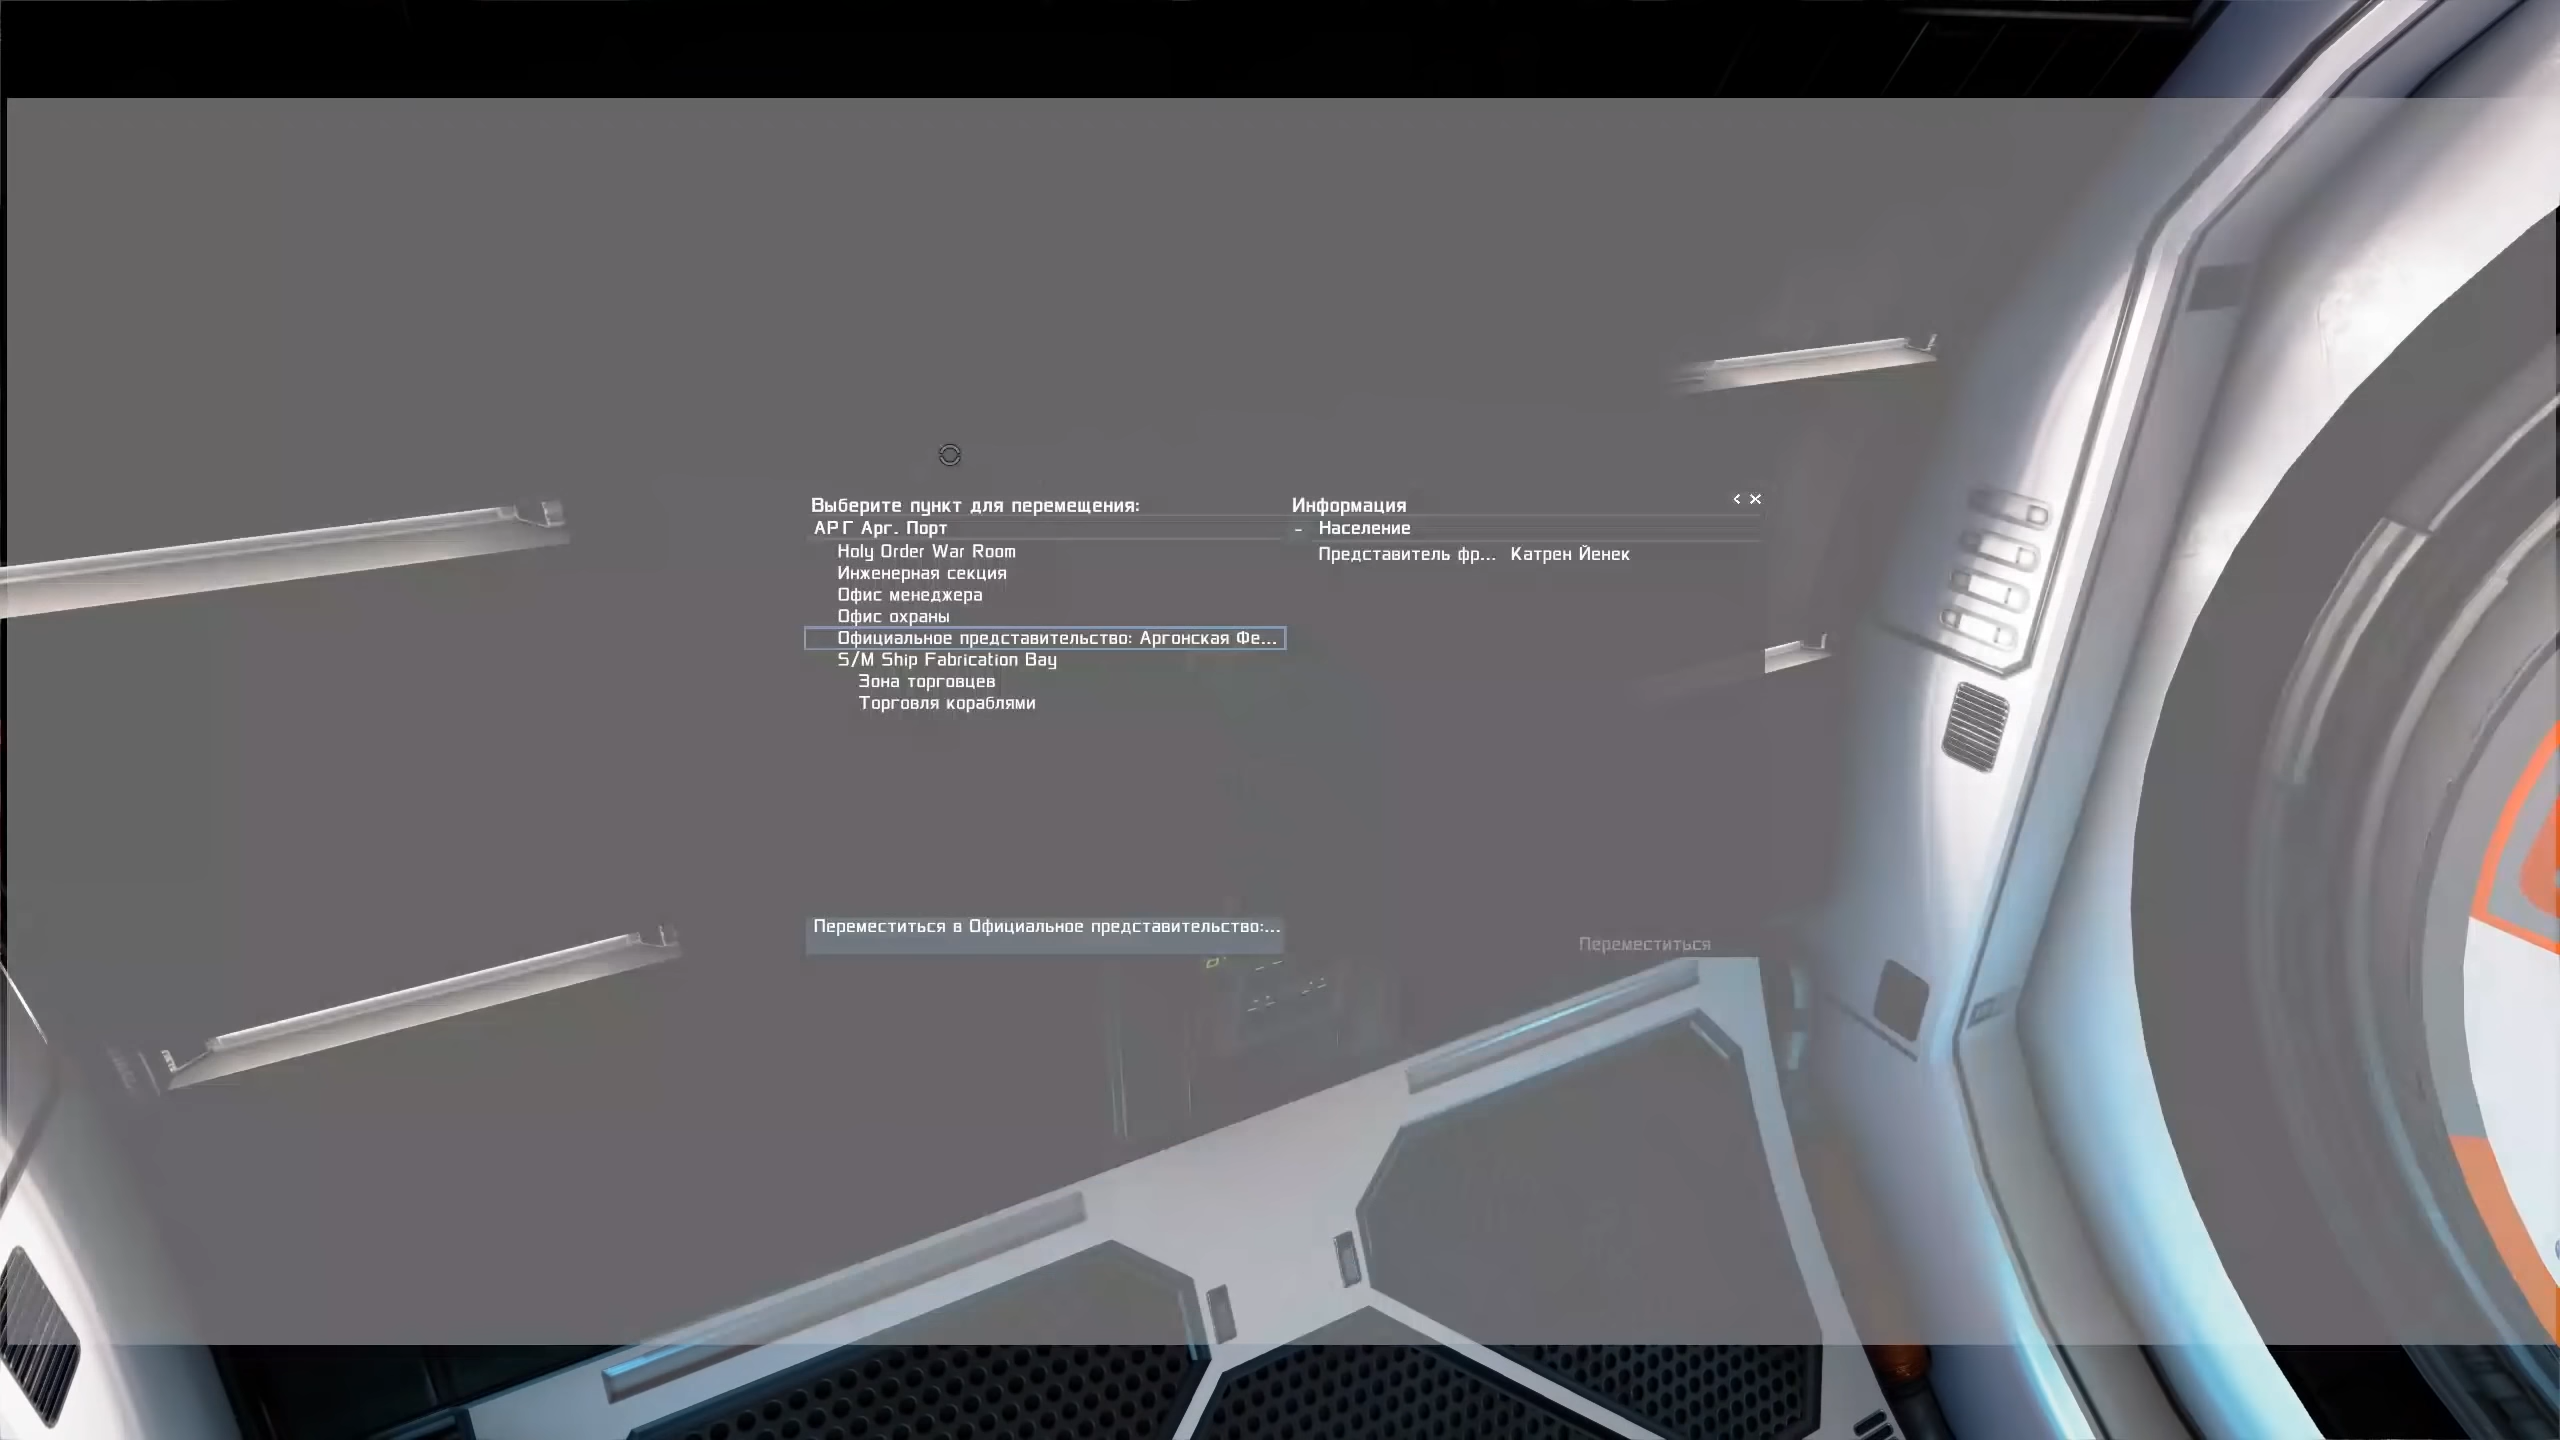 Выберите пункт для перемещения:
АРГ Арг. Порт
Holy Order War Room
Инженерная секция
Офис менеджера
Офис охраны
Официальное представительство: Аргонская Фе...
S/M Ship Fabrication Bay
Зона торговцев
Торговля кораблями
Переместиться в Официальное представительство:...
Информация
- Население
Представитель фр... Катрен Йенек
Переместиться